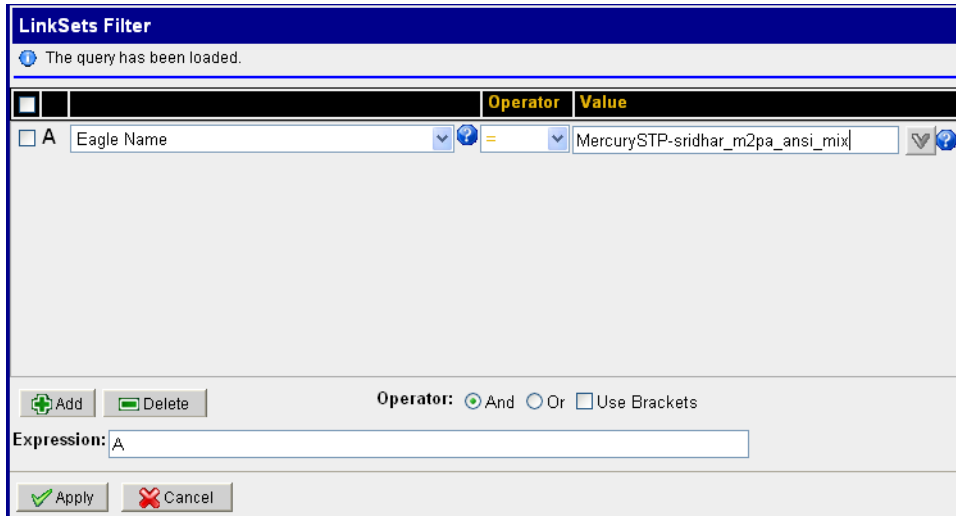 LinkSets Filter
The query has been loaded.
Operator Value
A Eagle Name = MercurySTP-sridhar_m2pa_ansi_mix
Add Delete Operator: And Or Use Brackets
Expression: A
Apply Cancel